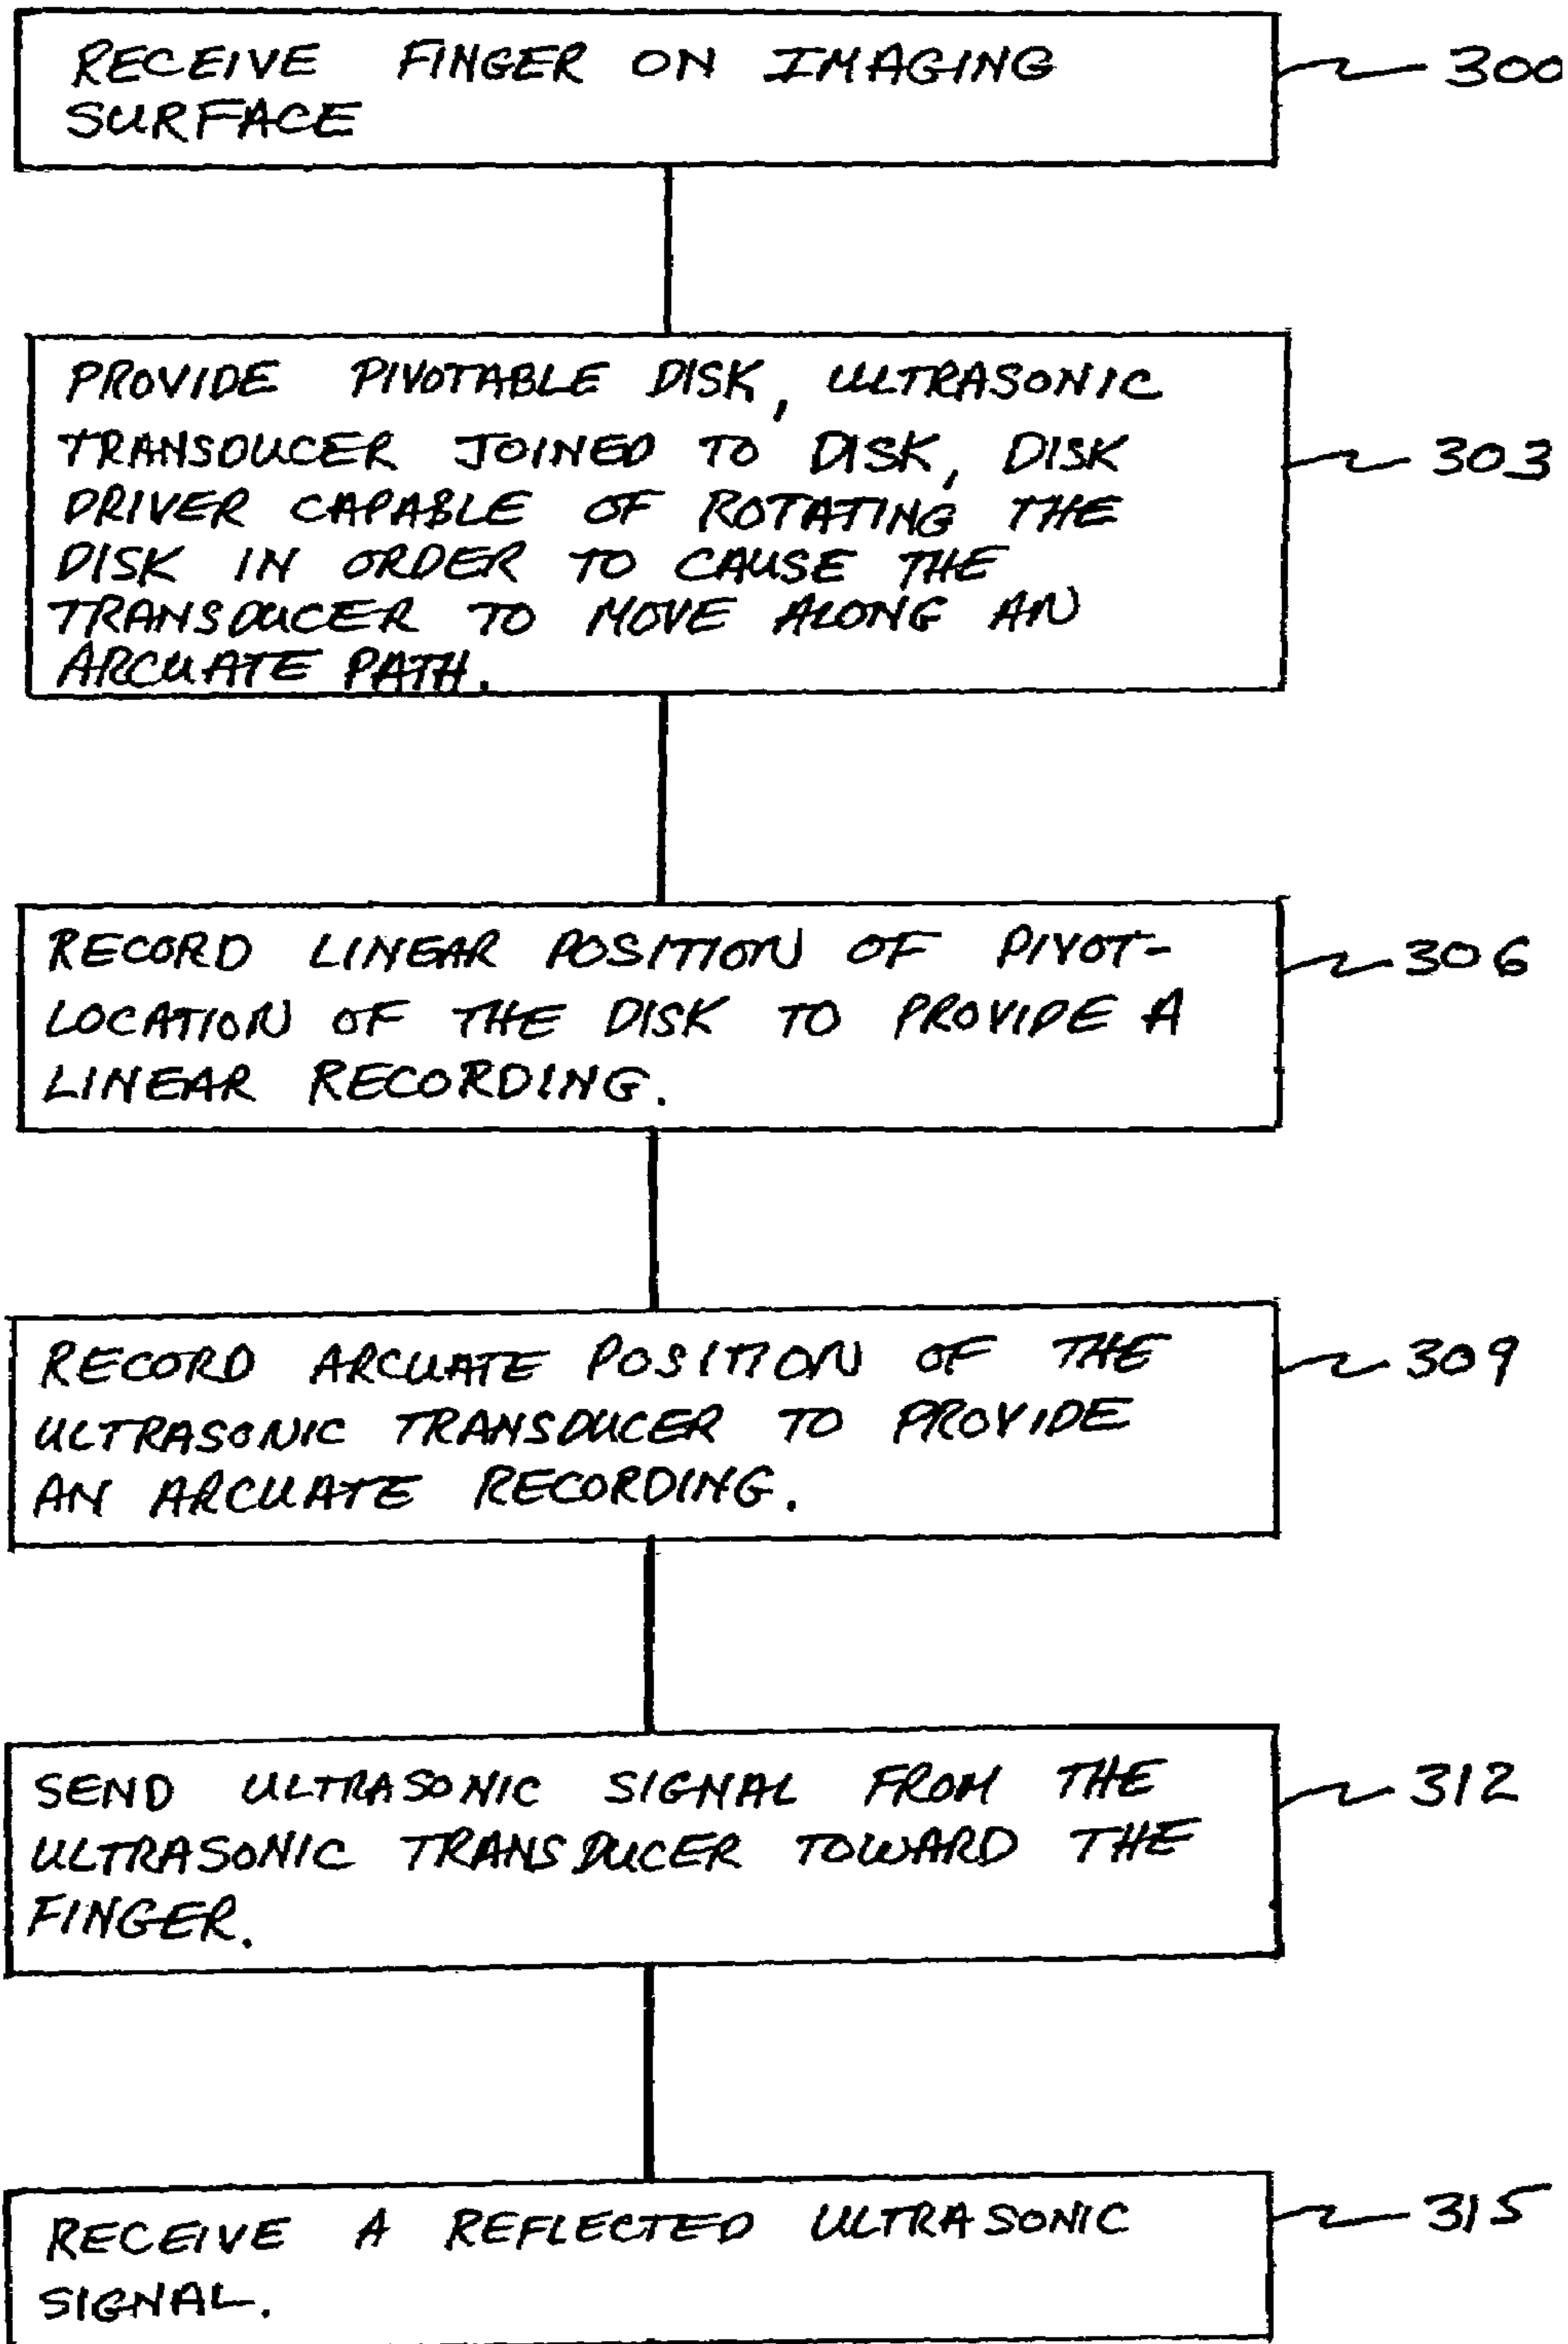 RECEIVE FINGER ON IMAGING
SURFACE
300
PROVIDE PIVOTABLE DISK, ULTRASONIC
TRANSDUCER JOINED TO DISK, DISK
DRIVER CAPABLE OF ROTATING THE
DISK IN ORDER TO CAUSE THE
TRANSDUCER TO MOVE ALONG AN
ARCUATE PATH.
303
RECORD LINEAR POSITION OF PIVOT-
LOCATION OF THE DISK TO PROVIDE A
LINEAR RECORDING.
306
RECORD ARCUATE POSITION OF THE
ULTRASONIC TRANSDUCER TO PROVIDE
AN ARCUATE RECORDING.
309
SEND ULTRASONIC SIGNAL FROM THE
ULTRASONIC TRANSDUCER TOWARD THE
FINGER.
312
RECEIVE A REFLECTED ULTRASONIC
SIGNAL.
315